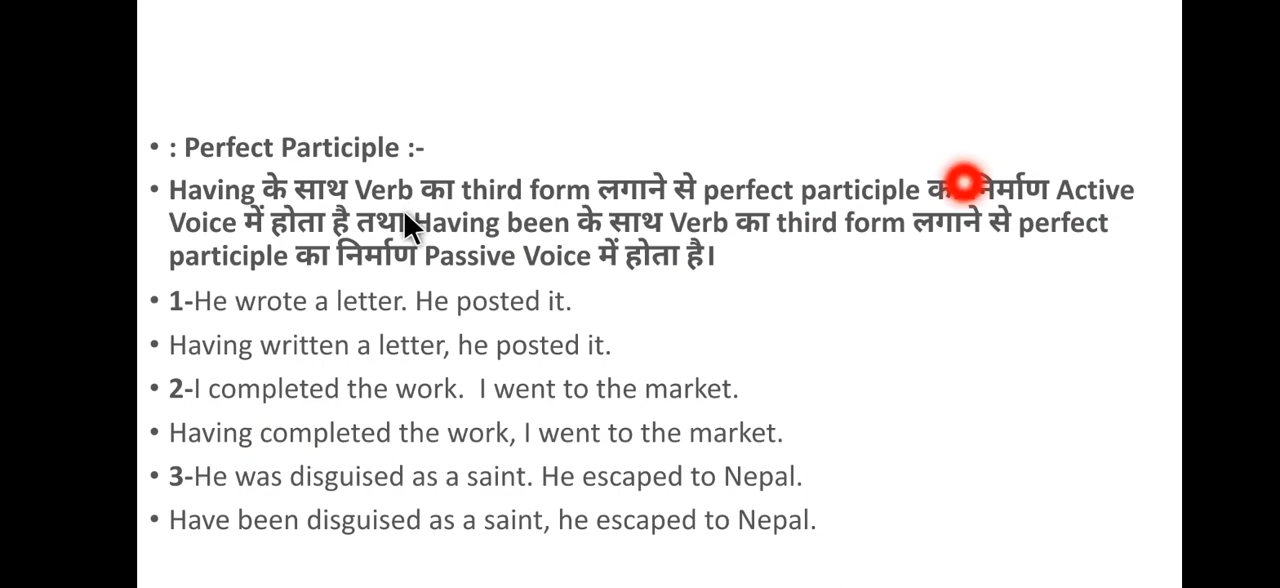 • : Perfect Participle :-
• Having के साथ Verb का third form लगाने से perfect participle का निर्माण Active
Voice में होता है तथा Having been के साथ Verb का third form लगाने से perfect
participle का निर्माण Passive Voice में होता है।
• 1-He wrote a letter. He posted it.
• Having written a letter, he posted it.
• 2-I completed the work.  I went to the market.
• Having completed the work, I went to the market.
• 3-He was disguised as a saint. He escaped to Nepal.
• Have been disguised as a saint, he escaped to Nepal.